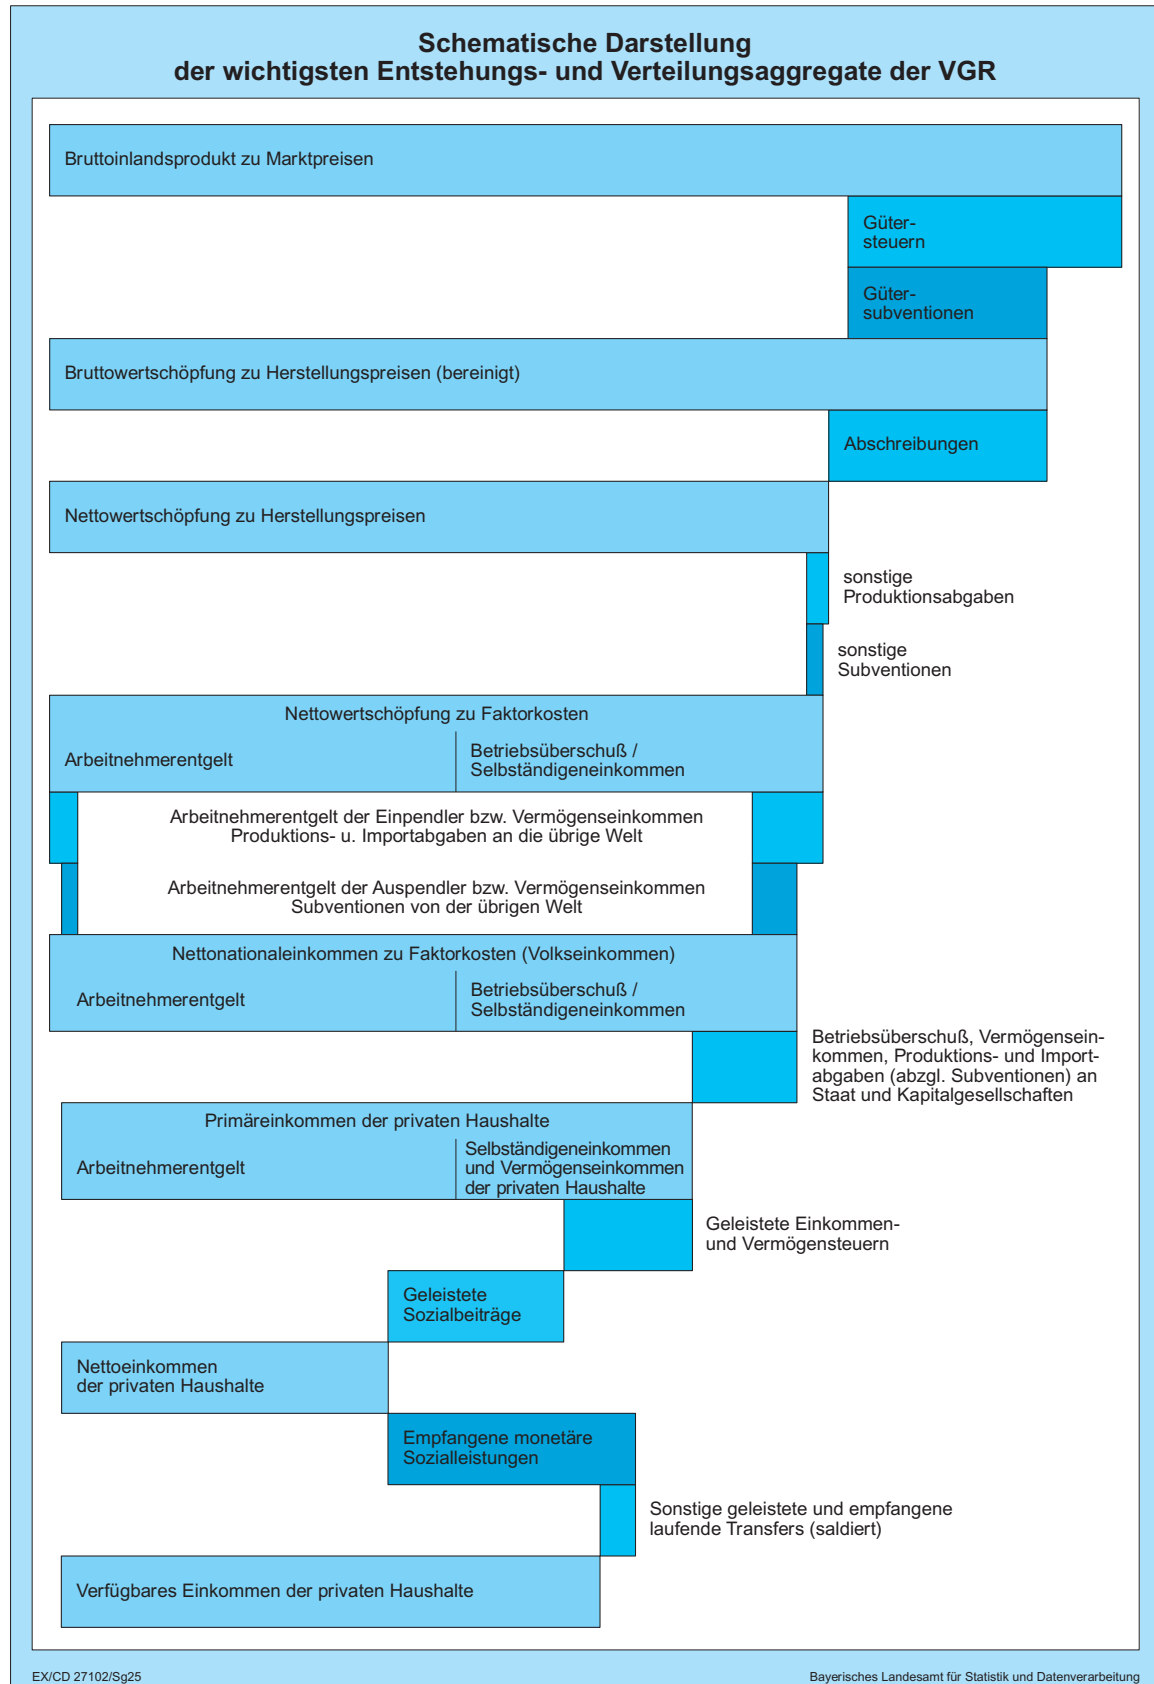 Schematische Darstellung
der wichtigsten Entstehungs- und Verteilungsaggregate der VGR
Bruttoinlandsprodukt zu Marktpreisen
Güter-
steuern
Güter-
subventionen
Bruttowertschöpfung zu Herstellungspreisen (bereinigt)
Abschreibungen
Nettowertschöpfung zu Herstellungspreisen
sonstige
Produktionsabgaben
sonstige
Subventionen
Nettowertschöpfung zu Faktorkosten
Arbeitnehmerentgelt
Betriebsüberschuß /
Selbständigeneinkommen
Arbeitnehmerentgelt der Einpendler bzw. Vermögenseinkommen
Produktions- u. Importabgaben an die übrige Welt
Arbeitnehmerentgelt der Auspendler bzw. Vermögenseinkommen
Subventionen von der übrigen Welt
Nettonationaleinkommen zu Faktorkosten (Volkseinkommen)
Arbeitnehmerentgelt
Betriebsüberschuß /
Selbständigeneinkommen
Betriebsüberschuß, Vermögensein-
kommen, Produktions- und Import-
abgaben (abzgl. Subventionen) an
Staat und Kapitalgesellschaften
Primäreinkommen der privaten Haushalte
Arbeitnehmerentgelt
Selbständigeneinkommen
und Vermögenseinkommen
der privaten Haushalte
Geleistete Einkommen-
und Vermögensteuern
Geleistete
Sozialbeiträge
Nettoeinkommen
der privaten Haushalte
Empfangene monetäre
Sozialleistungen
Sonstige geleistete und empfangene
laufende Transfers (saldiert)
Verfügbares Einkommen der privaten Haushalte
EX/CD 27102/Sg25
Bayerisches Landesamt für Statistik und Datenverarbeitung